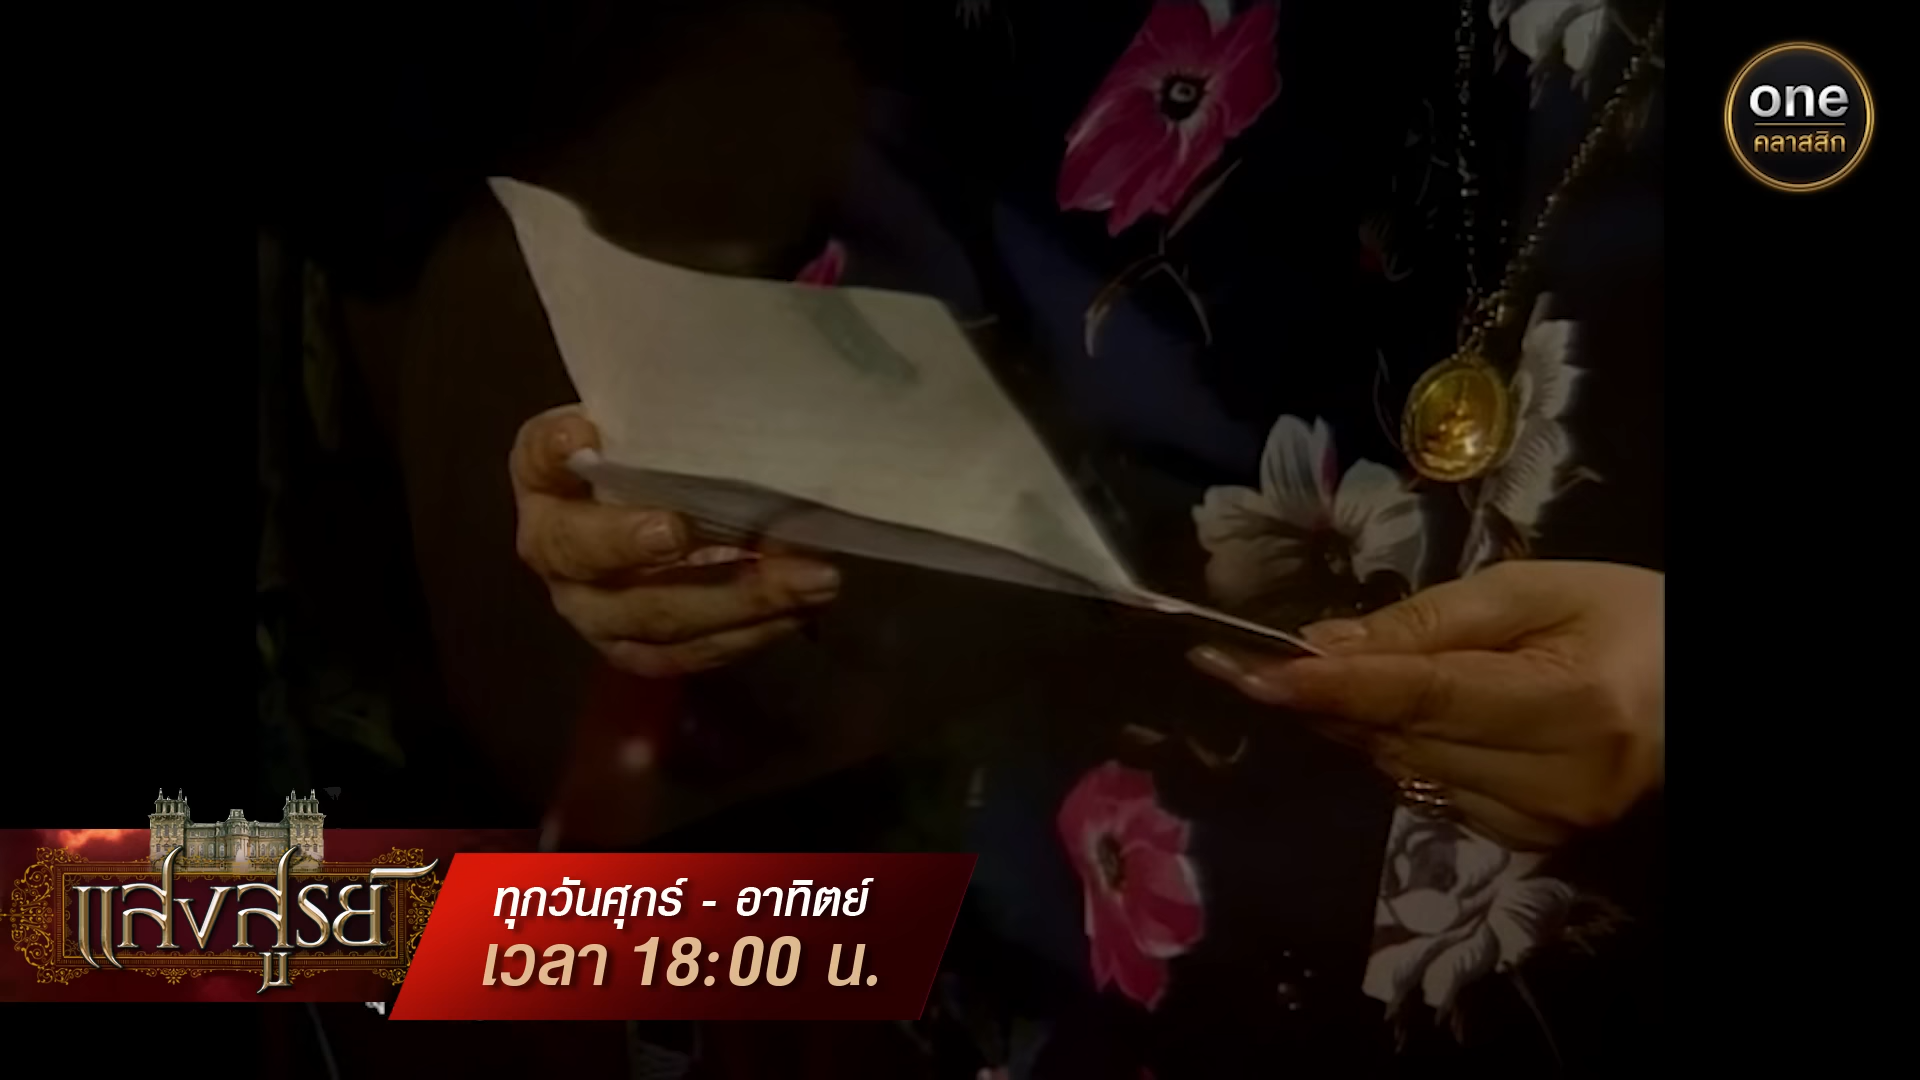 one
คลาสสิก
แสงสูรย์
ทุกวันศุกร์ - อาทิตย์
เวลา 18:00 น.